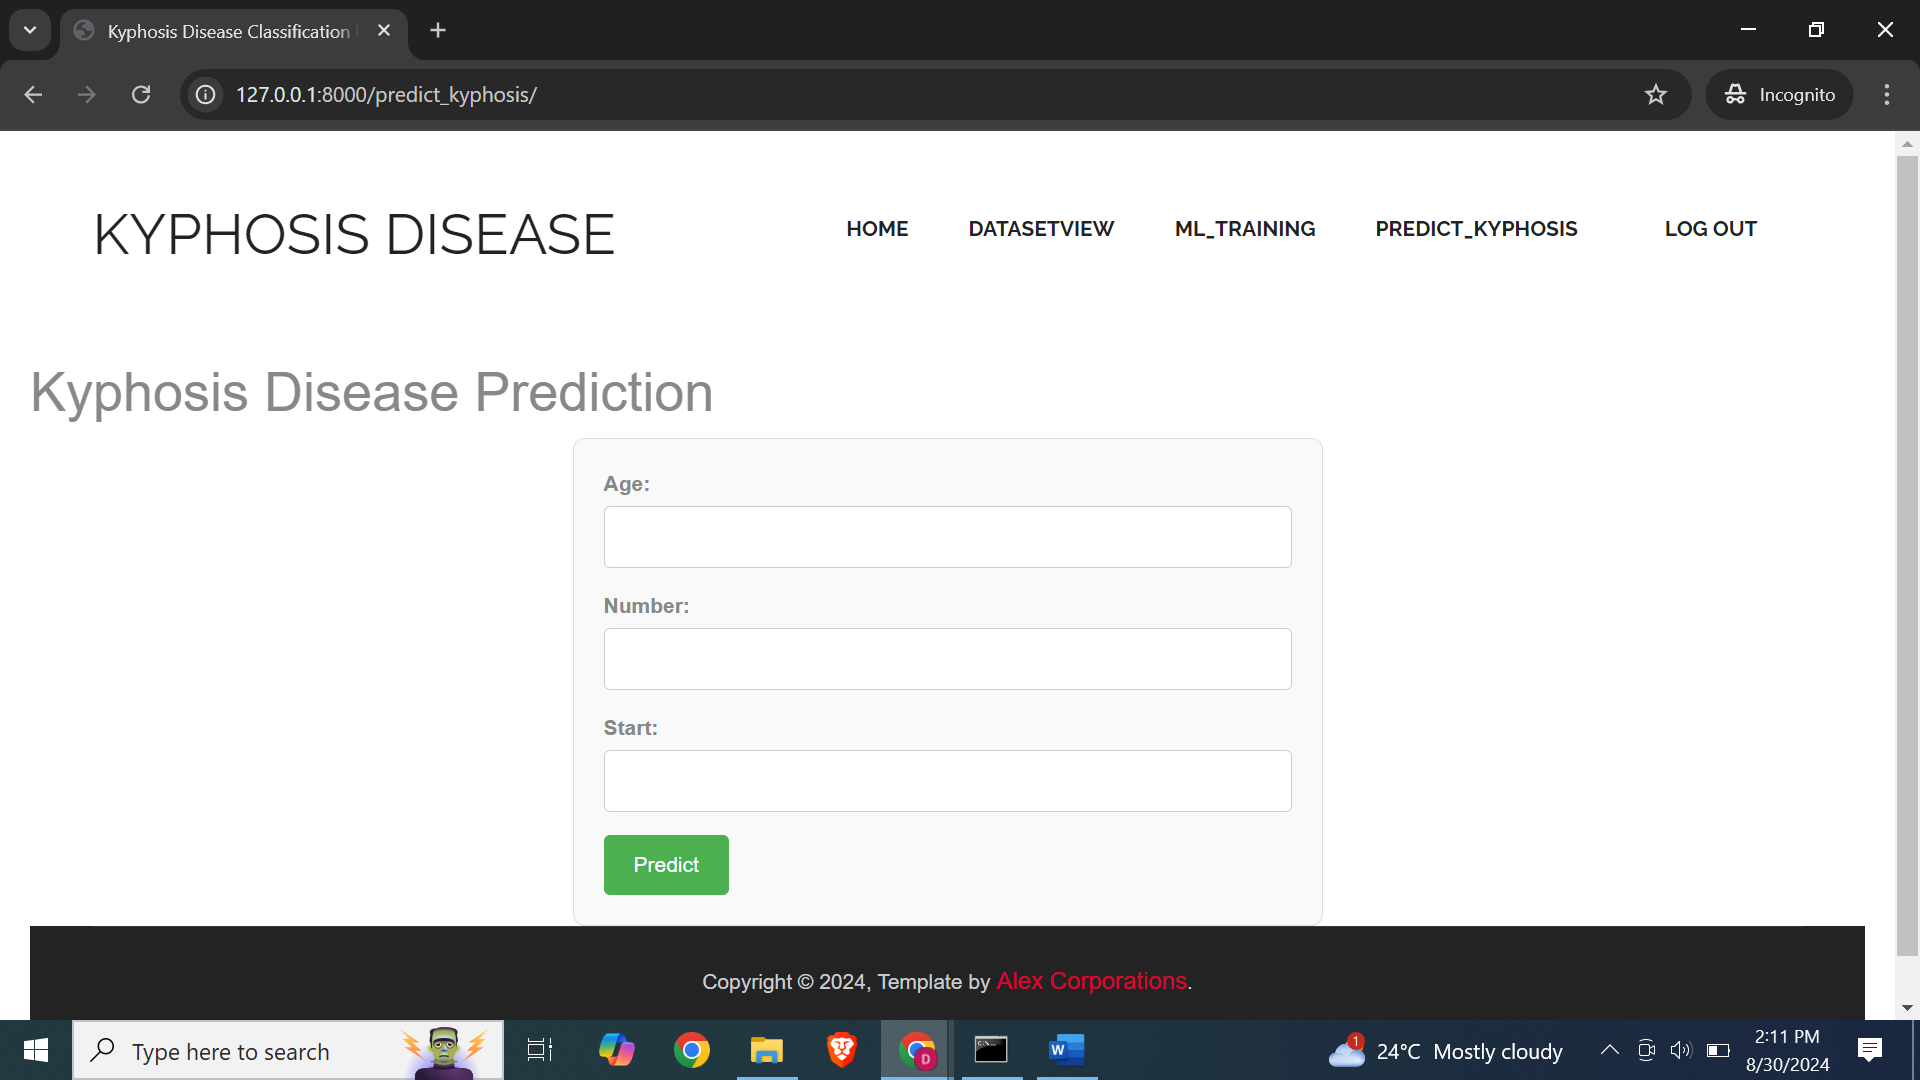 Kyphosis Disease Classification
127.0.0.1:8000/predict_kyphosis/
Incognito
KYPHOSIS DISEASE
HOME
DATASETVIEW
ML_TRAINING
PREDICT_KYPHOSIS
LOG OUT
Kyphosis Disease Prediction
Age:
Number:
Start:
Predict
Copyright © 2024, Template by Alex Corporations.
Type here to search
D
C:\_
W
1
24°C Mostly cloudy
2:11 PM
8/30/2024